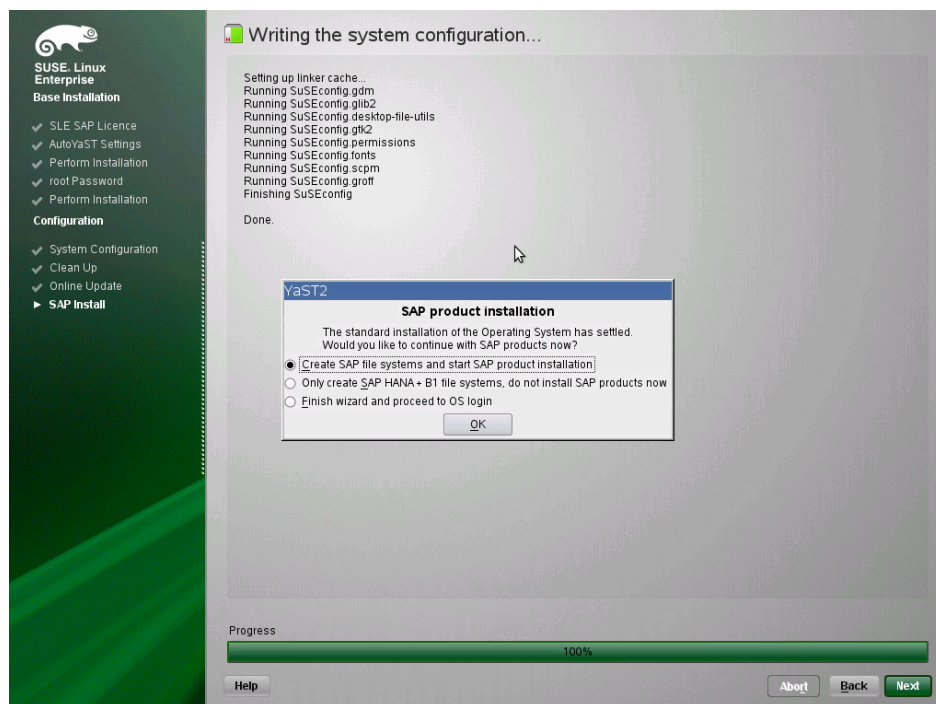 SUSE. Linux
Enterprise
Base Installation
SLE SAP Licence
AutoYaST Settings
Perform Installation
root Password
Perform Installation
Configuration
System Configuration
Clean Up
Online Update
SAP Install
Writing the system configuration...
Setting up linker cache...
Running SuSEconfig.gdm
Running SuSEconfig.glib2
Running SuSEconfig.desktop-file-utils
Running SuSEconfig.gtk2
Running SuSEconfig.permissions
Running SuSEconfig.fonts
Running SuSEconfig.scpm
Running SuSEconfig.groff
Finishing SuSEconfig
Done.
YaST2
SAP product installation
The standard installation of the Operating System has settled.
Would you like to continue with SAP products now?
Create SAP file systems and start SAP product installation
Only create SAP HANA + B1 file systems, do not install SAP products now
Finish wizard and proceed to OS login
OK
Progress
100%
Help
Abort
Back
Next